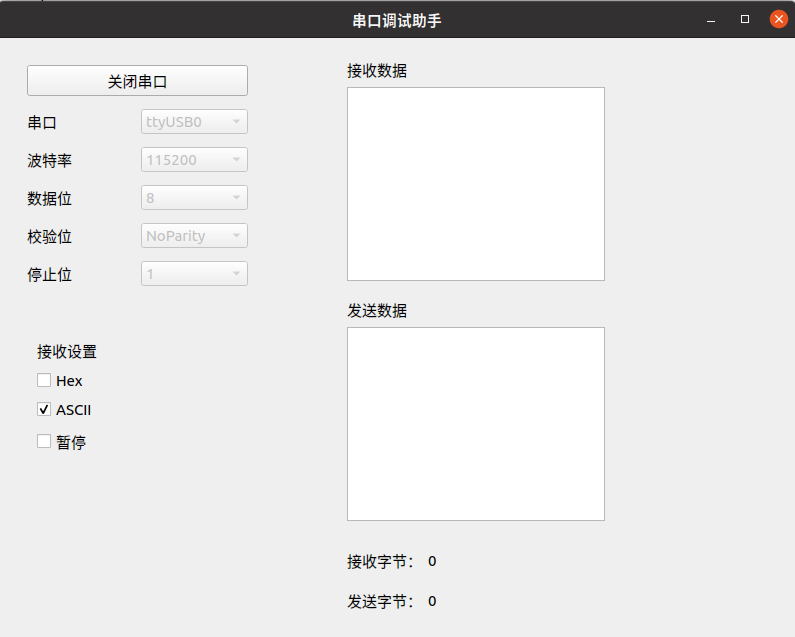 串口调试助手
关闭串口
串口 ttyUSB0
波特率 115200
数据位 8
校验位 NoParity
停止位 1
接收设置
Hex
ASCII
暂停
接收数据
发送数据
接收字节： 0
发送字节： 0